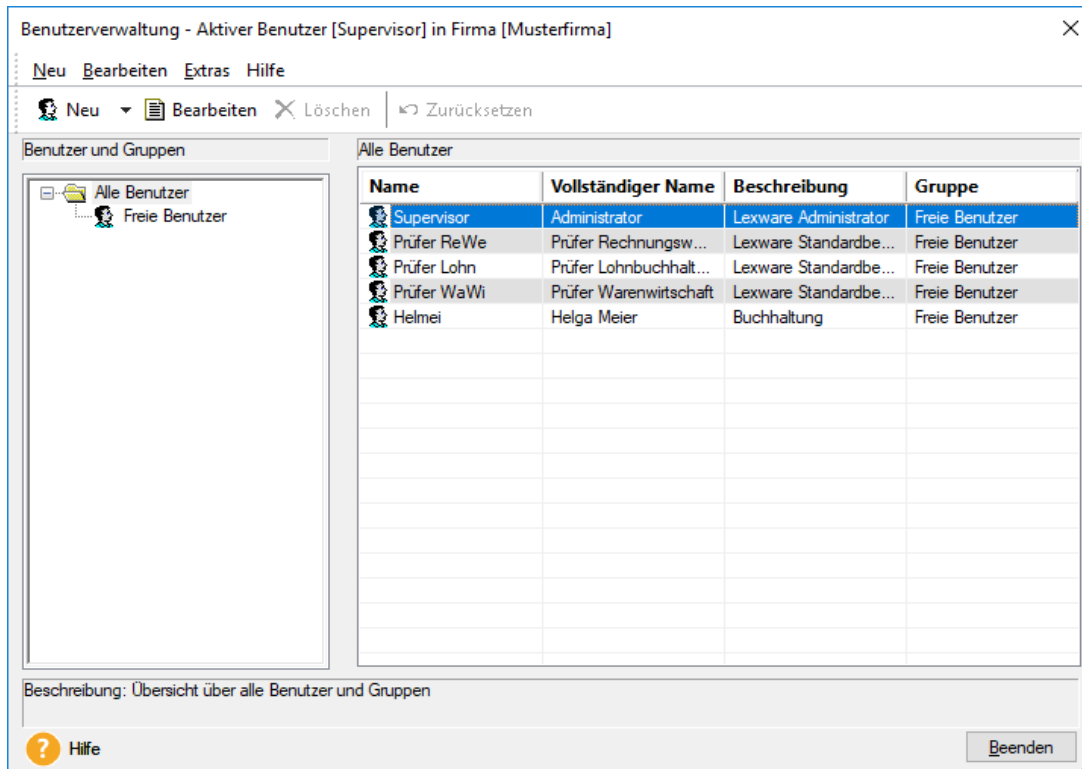 Benutzerverwaltung - Aktiver Benutzer [Supervisor] in Firma [Musterfirma]
Neu Bearbeiten Extras Hilfe
Neu Bearbeiten Löschen Zurücksetzen
Benutzer und Gruppen
Alle Benutzer
Freie Benutzer
Alle Benutzer
Name Vollständiger Name Beschreibung Gruppe
Supervisor Administrator Lexware Administrator Freie Benutzer
Prüfer ReWe Prüfer Rechnungsw... Lexware Standardbe... Freie Benutzer
Prüfer Lohn Prüfer Lohnbuchhalt... Lexware Standardbe... Freie Benutzer
Prüfer WaWi Prüfer Warenwirtschaft Lexware Standardbe... Freie Benutzer
Helmei Helga Meier Buchhaltung Freie Benutzer
Beschreibung: Übersicht über alle Benutzer und Gruppen
? Hilfe
Beenden